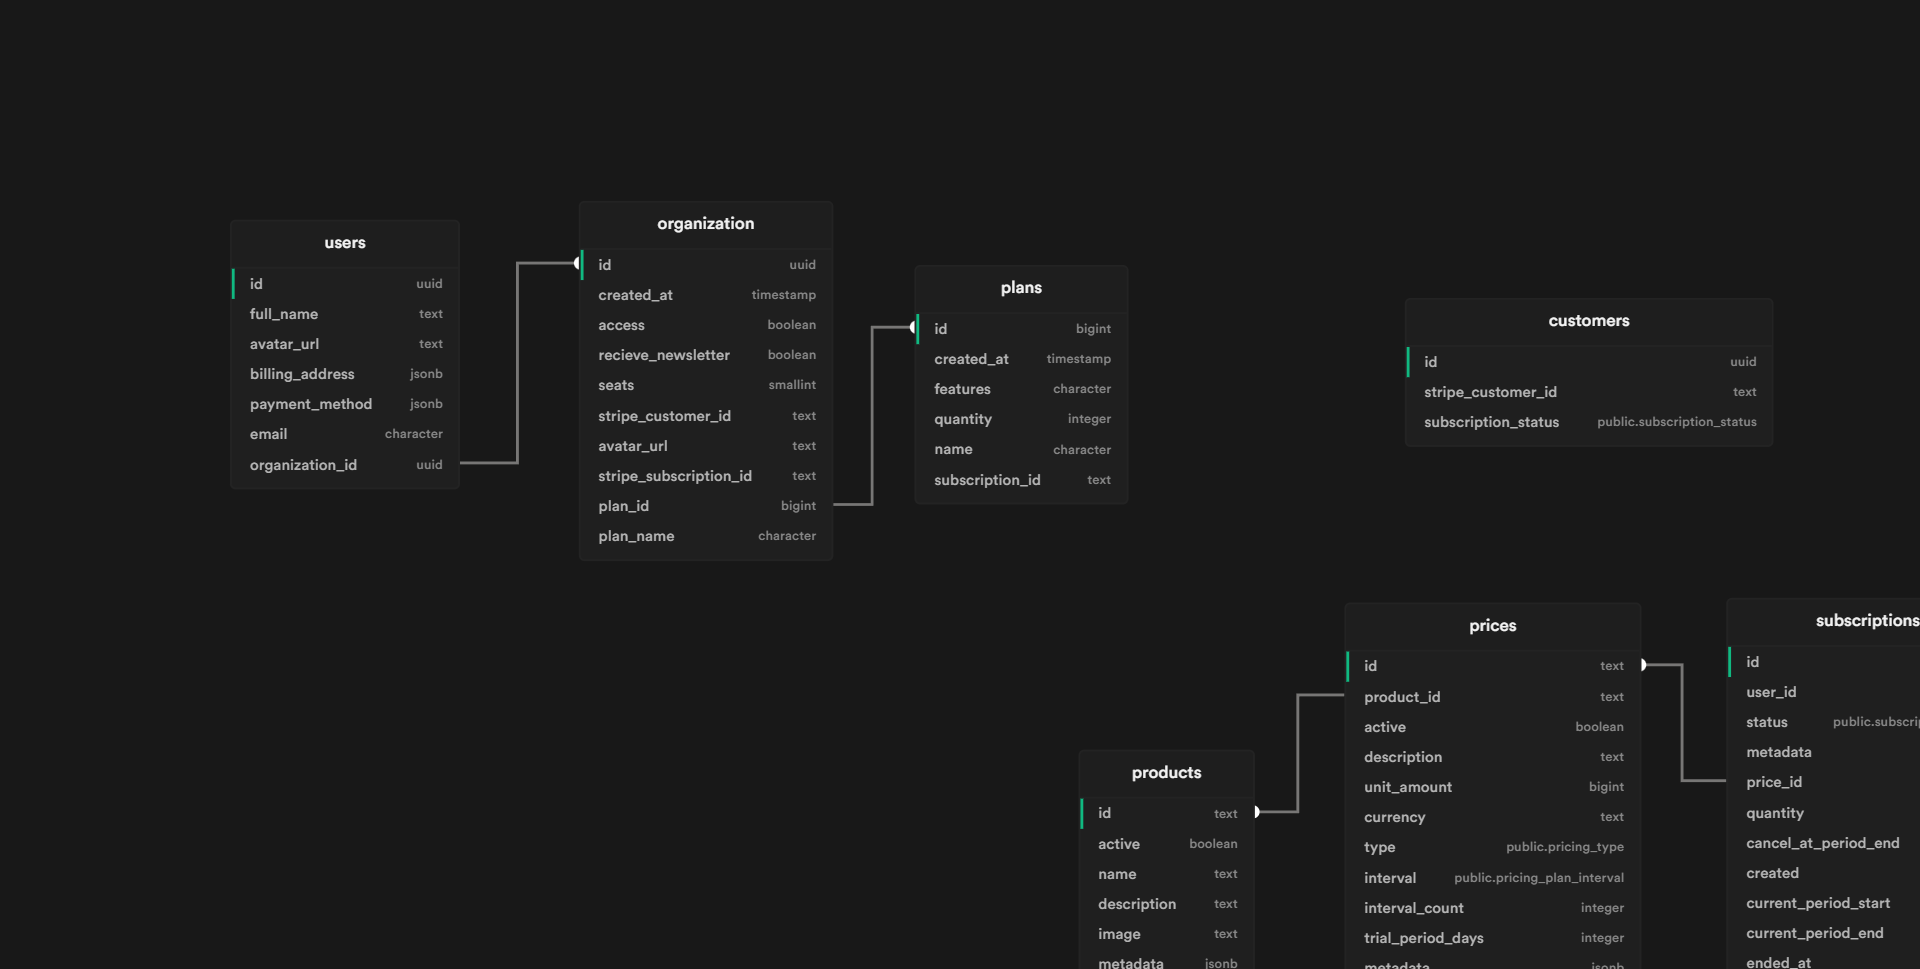 users
id uuid
full_name text
avatar_url text
billing_address jsonb
payment_method jsonb
email character
organization_id uuid
organization
id uuid
created_at timestamp
access boolean
recieve_newsletter boolean
seats smallint
stripe_customer_id text
avatar_url text
stripe_subscription_id text
plan_id bigint
plan_name character
plans
id bigint
created_at timestamp
features character
quantity integer
name character
subscription_id text
customers
id uuid
stripe_customer_id text
subscription_status public.subscription_status
products
id text
active boolean
name text
description text
image text
metadata jsonb
prices
id text
product_id text
active boolean
description text
unit_amount bigint
currency text
type public.pricing_type
interval public.pricing_plan_interval
interval_count integer
trial_period_days integer
metadata jsonb
subscriptions
id
user_id
status public.subscrip
metadata
price_id
quantity
cancel_at_period_end
created
current_period_start
current_period_end
ended_at